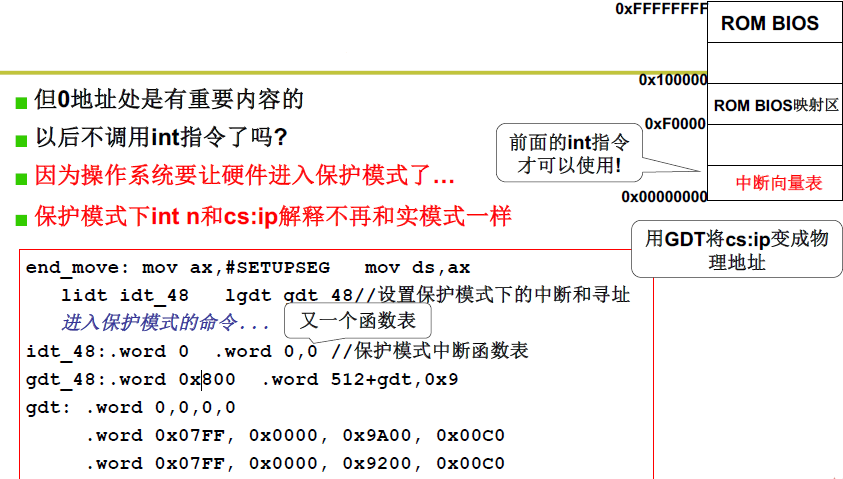 0xFFFFFFFF
ROM BIOS
0x100000
ROM BIOS映射区
0xF0000
中断向量表
0x00000000
但0地址处是有重要内容的
以后不调用int指令了吗?
因为操作系统要让硬件进入保护模式了...
保护模式下int n和cs:ip解释不再和实模式一样
前面的int指令
才可以使用!
用GDT将cs:ip变成物
理地址
end_move: mov ax,#SETUPSEG mov ds,ax
lidt idt_48 lgdt gdt_48//设置保护模式下的中断和寻址
进入保护模式的命令...
又一个函数表
idt_48:.word 0 .word 0,0 //保护模式中断函数表
gdt_48:.word 0x800 .word 512+gdt,0x9
gdt: .word 0,0,0,0
.word 0x07FF, 0x0000, 0x9A00, 0x00C0
.word 0x07FF, 0x0000, 0x9200, 0x00C0